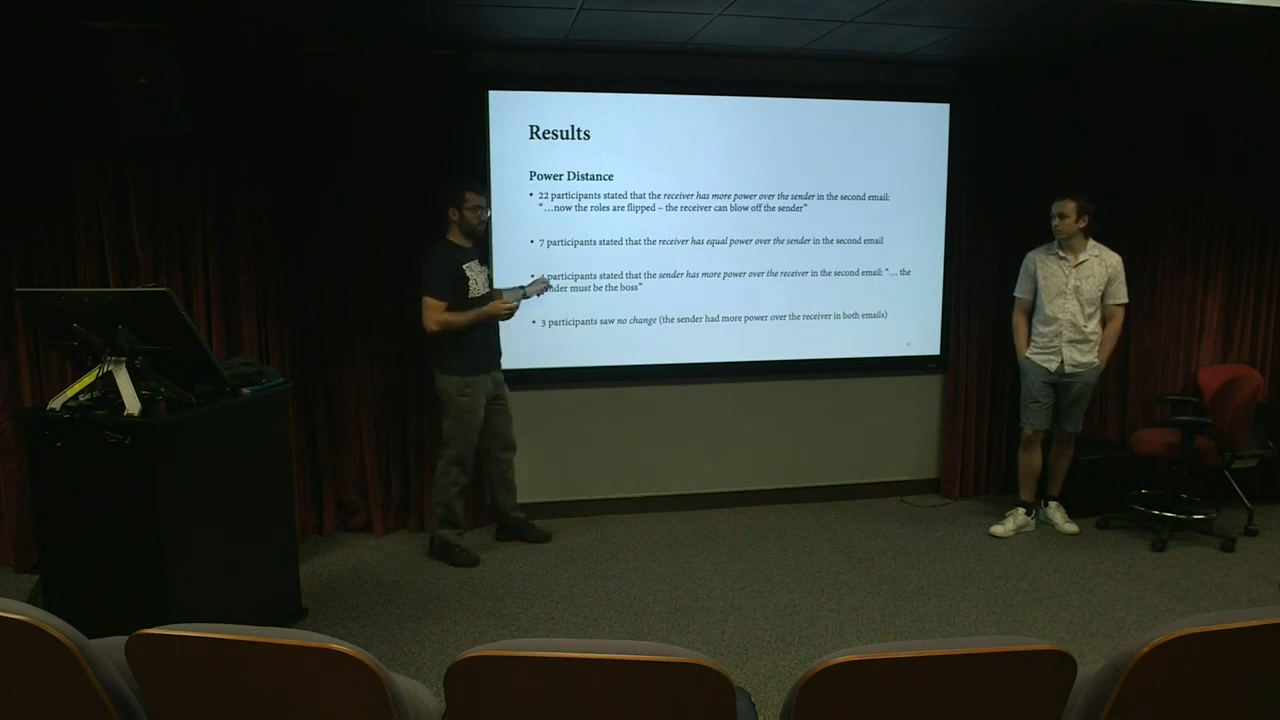 Results
Power Distance
• 22 participants stated that the receiver has more power over the sender in the second email:
“…now the roles are flipped – the receiver can blow off the sender”
• 7 participants stated that the receiver has equal power over the sender in the second email
• 4 participants stated that the sender has more power over the receiver in the second email: “… the
must be the boss”
• 3 participants saw no change (the sender had more power over the receiver in both emails)